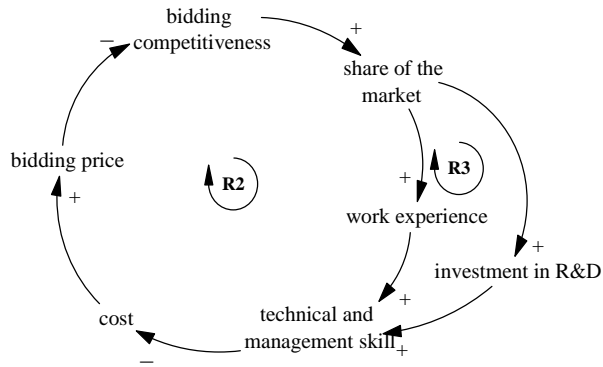 bidding
competitiveness
−
+
share of the
market
bidding price
+
R2
R3
+
work experience
+
investment in R&D
cost
−
technical and
management skill
+
+